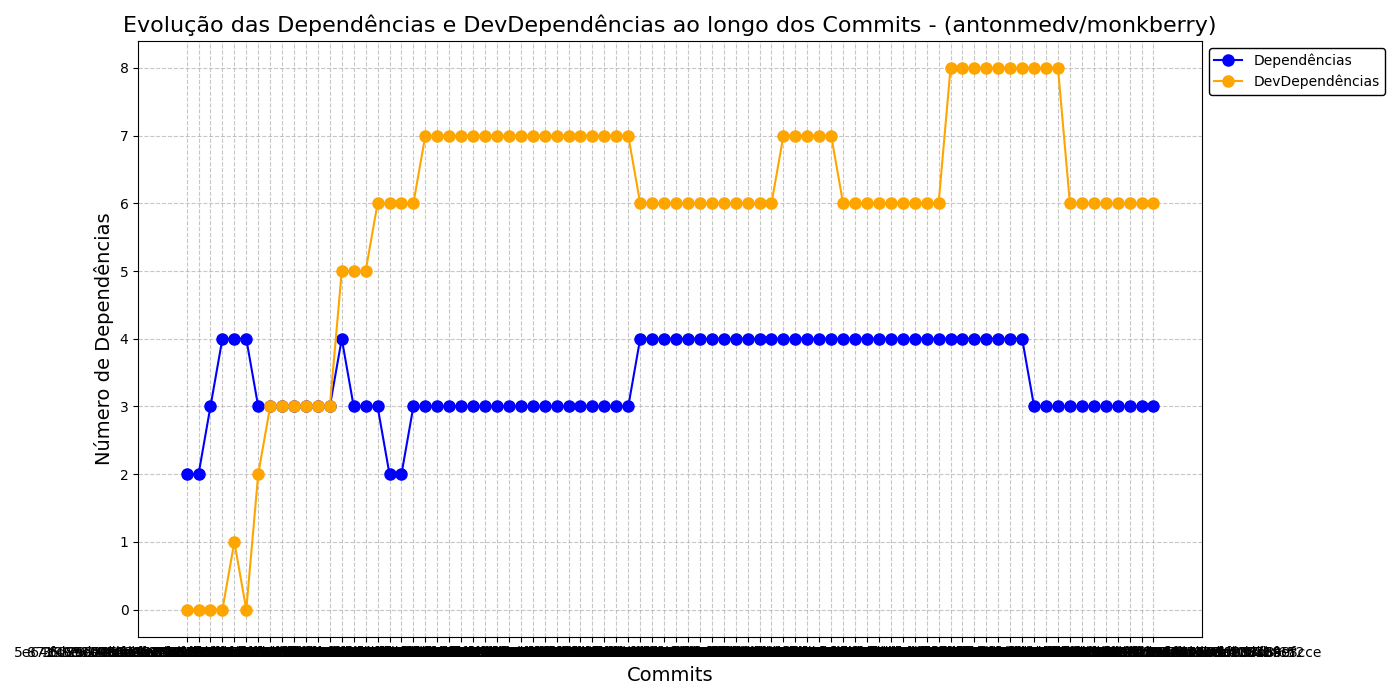 Evolução das Dependências e DevDependências ao longo dos Commits - (antonmedv/monkberry)
Dependências
DevDependências
Número de Dependências
8
7
6
5
4
3
2
1
0
Commits